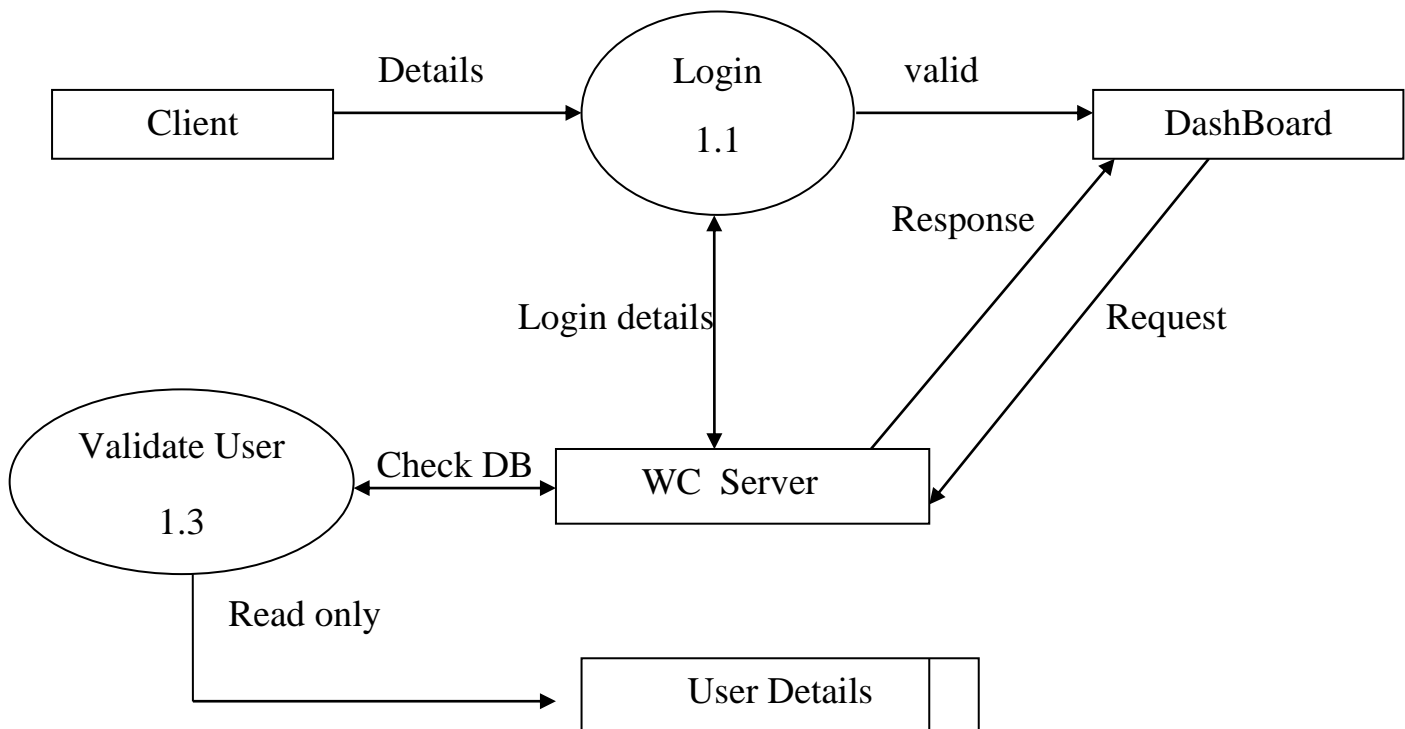 Details
Login
valid
Client
1.1
DashBoard
Response
Login details
Request
Validate User
Check DB
WC Server
1.3
Read only
User Details